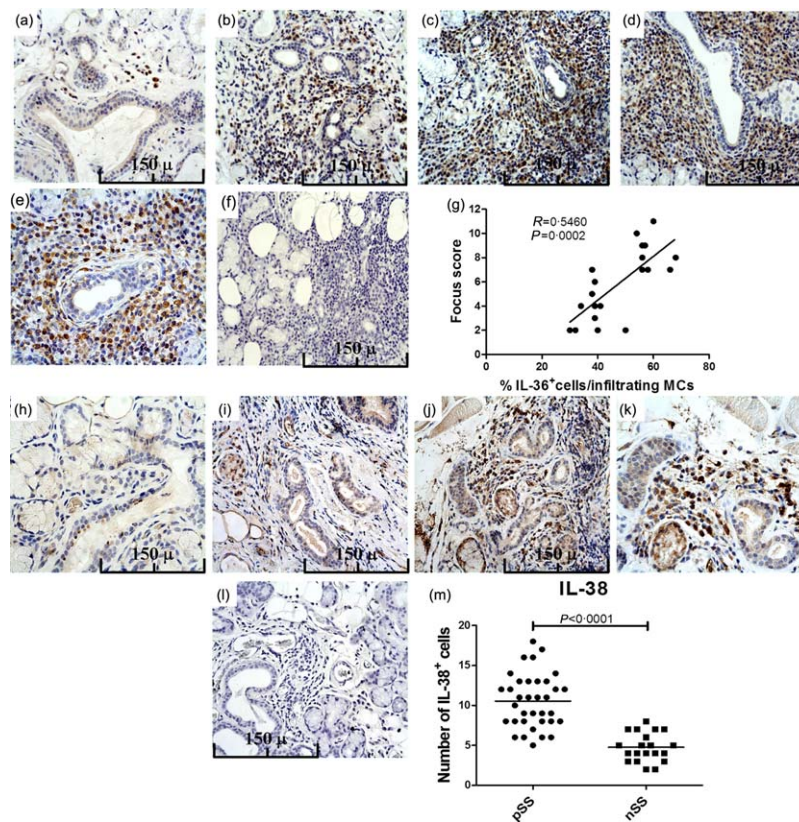 (a)
(b)
(c)
(d)
150 μ
150 μ
150 μ
150 μ
(e)
(f)
(g)
150 μ
R=0·5460
P=0·0002
Focus score
12
10
8
6
4
2
0
0 20 40 60 80
% IL-36⁺cells/infiltrating MCs
(h)
(i)
(j)
(k)
150 μ
150 μ
150 μ
(l)
(m)
150 μ
IL-38
P<0·0001
Number of IL-38⁺ cells
20
15
10
5
0
pSS
nSS